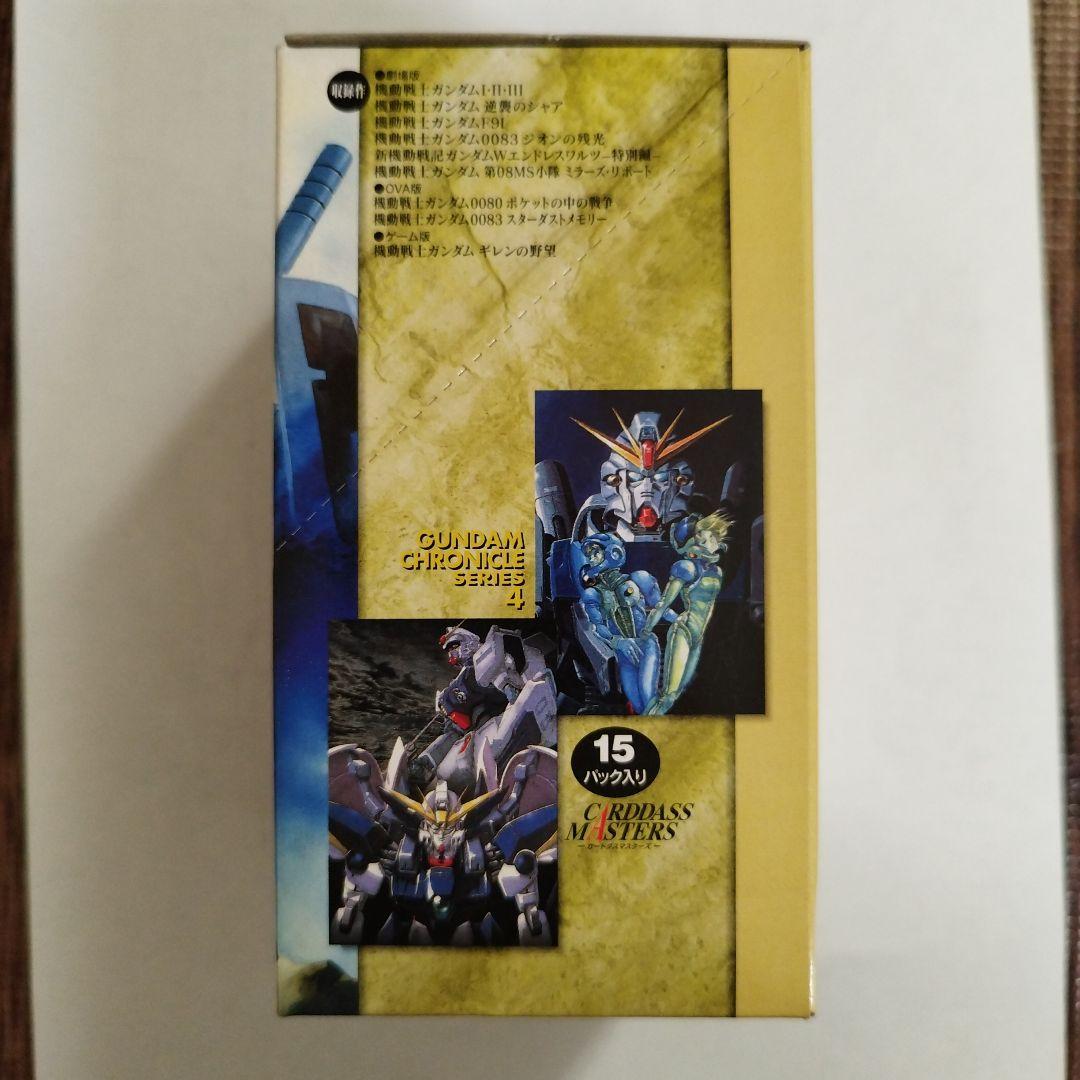 収録作
●劇場版
機動戦士ガンダムI・II・III
機動戦士ガンダム 逆襲のシャア
機動戦士ガンダムF91
機動戦士ガンダム0083 ジオンの残光
新機動戦記ガンダムWエンドレスワルツ–特別編–
機動戦士ガンダム 第08MS小隊 ミラーズ・リポート
●OVA版
機動戦士ガンダム0080 ポケットの中の戦争
機動戦士ガンダム0083 スターダストメモリー
●ゲーム版
機動戦士ガンダム ギレンの野望
GUNDAM
CHRONICLE
SERIES
4
15
パック入り
CARDDASS
MASTERS
–カードダスマスターズ–